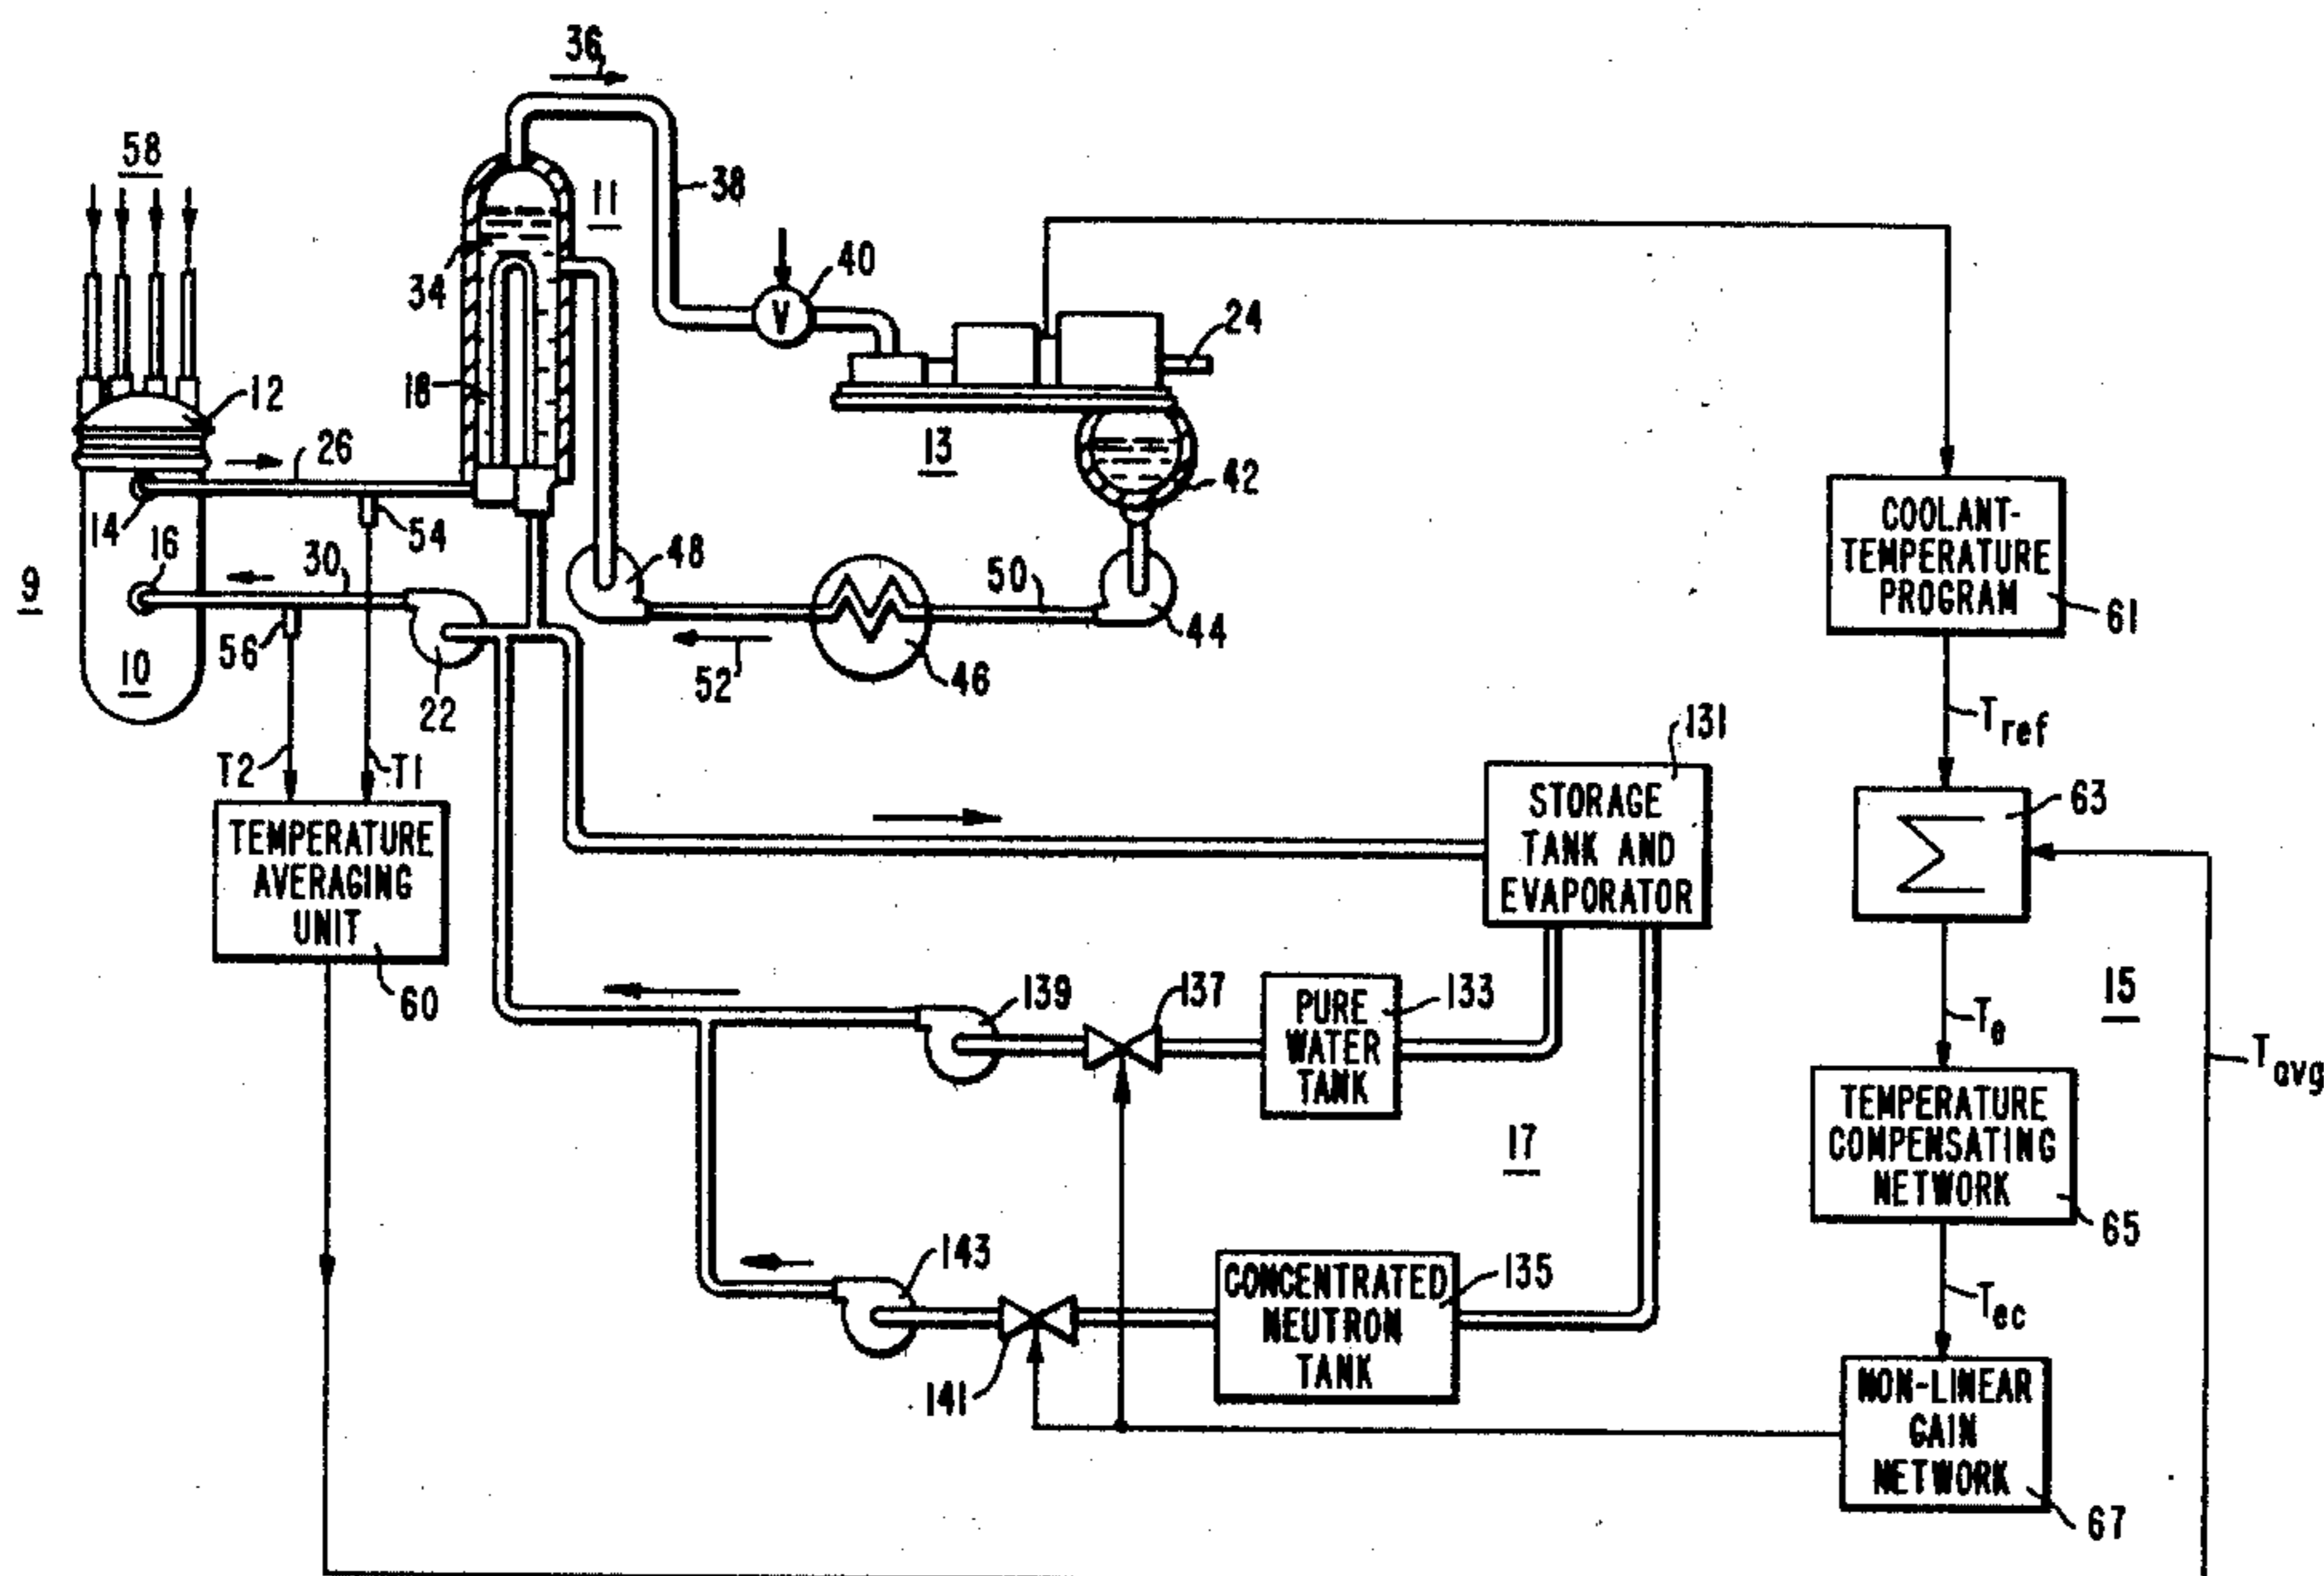 36
58
38
11
40
34
24
12
18
26
13
42
14
54
16
48
COOLANT-
TEMPERATURE
PROGRAM
61
9
30
50
10
56
44
22
52
46
T2
T1
Tref
131
STORAGE
TANK AND
EVAPORATOR
63
Σ
TEMPERATURE
AVERAGING
UNIT
60
139
137
PURE
WATER
TANK
133
15
Te
Tavg
17
TEMPERATURE
COMPENSATING
NETWORK
65
143
CONCENTRATED
NEUTRON
TANK
135
141
Tec
NON-LINEAR
GAIN
NETWORK
67
V